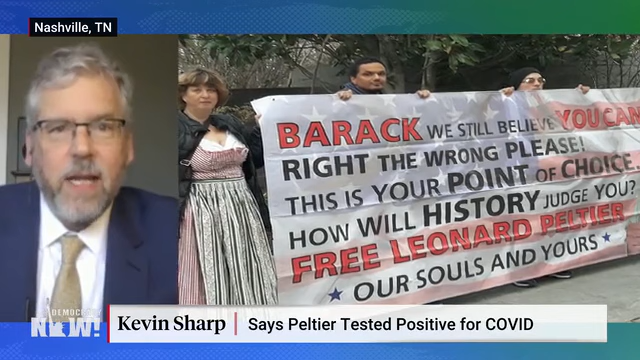 Nashville, TN
BARACK WE STILL BELIEVE YOU CAN
RIGHT THE WRONG PLEASE!
THIS IS YOUR POINT OF CHOICE
HOW WILL HISTORY JUDGE YOU?
FREE LEONARD PELTIER
★ OUR SOULS AND YOURS ★
DEMOCRACY
NOW!
Kevin Sharp | Says Peltier Tested Positive for COVID